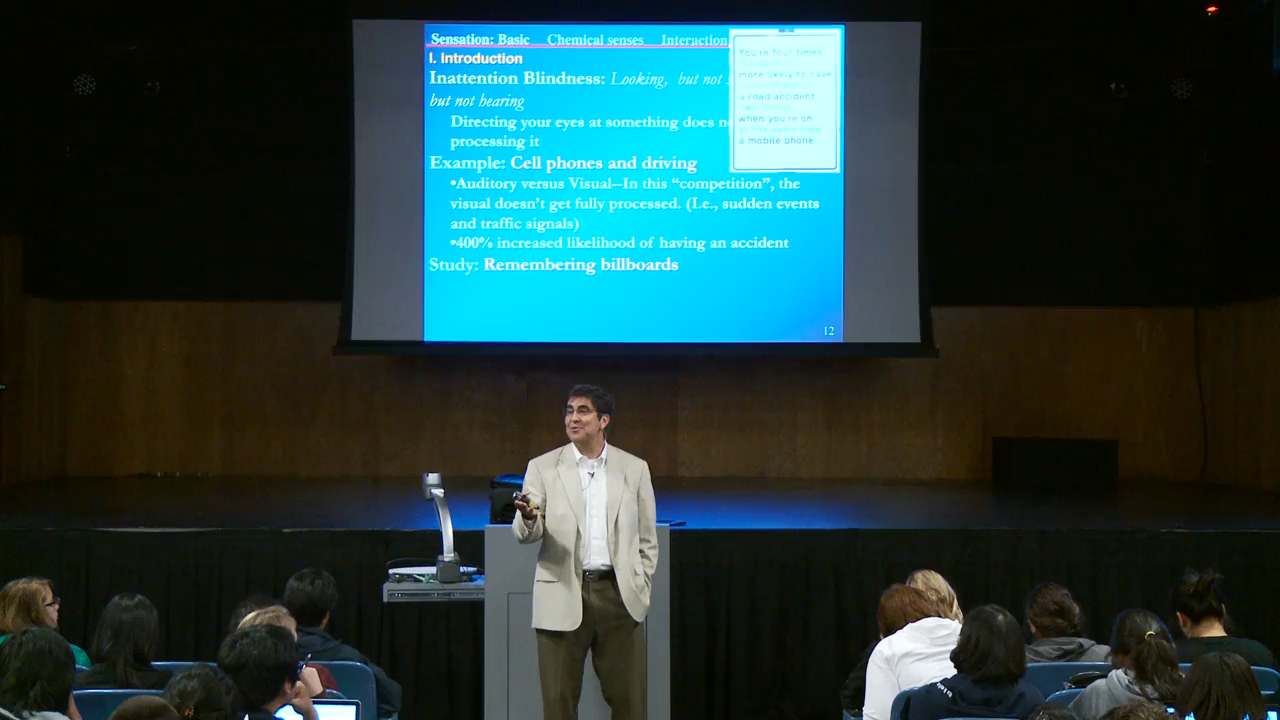 Sensation: Basic Chemical senses Interaction
I. Introduction
Inattention Blindness: Looking, but not
but not hearing
Directing your eyes at something does
processing it
Example: Cell phones and driving
•Auditory versus Visual—In this “competition”, the
visual doesn’t get fully processed. (I.e., sudden events
and traffic signals)
•400% increased likelihood of having an accident
Study: Remembering billboards
12
You're four times
more likely to have
a road accident
when you're on
a mobile phone.